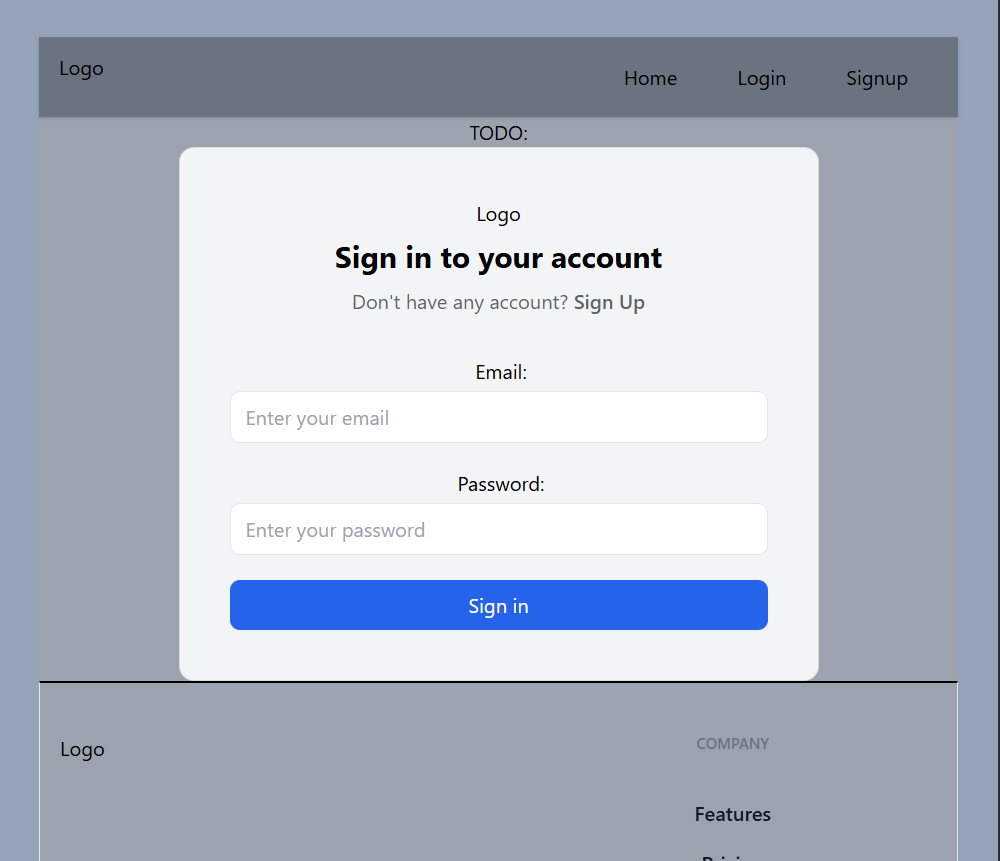 Logo
Home Login Signup
TODO:
Logo
Sign in to your account
Don't have any account? Sign Up
Email:
Enter your email
Password:
Enter your password
Sign in
Logo
COMPANY
Features